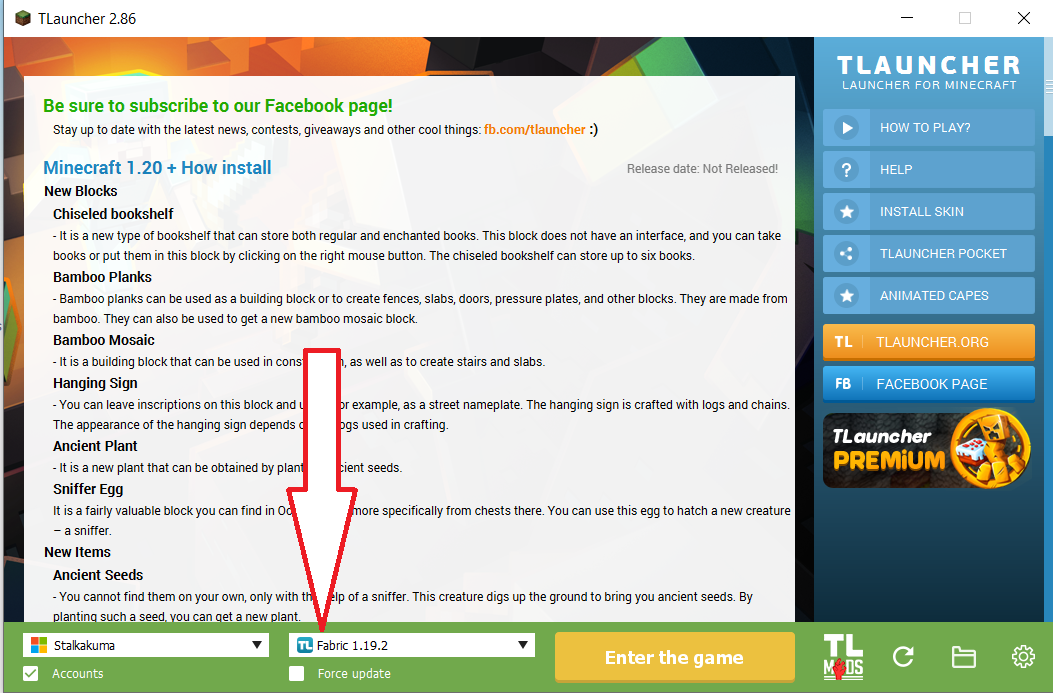 TLauncher 2.86
Be sure to subscribe to our Facebook page!
Stay up to date with the latest news, contests, giveaways and other cool things: fb.com/tlauncher :)
Minecraft 1.20 + How install
Release date: Not Released!
New Blocks
Chiseled bookshelf
- It is a new type of bookshelf that can store both regular and enchanted books. This block does not have an interface, and you can take
books or put them in this block by clicking on the right mouse button. The chiseled bookshelf can store up to six books.
Bamboo Planks
- Bamboo planks can be used as a building block or to create fences, slabs, doors, pressure plates, and other blocks. They are made from
bamboo. They can also be used to get a new bamboo mosaic block.
Bamboo Mosaic
- It is a building block that can be used in as well as to create stairs and slabs.
Hanging Sign
- You can leave inscriptions on this block and example, as a street nameplate. The hanging sign is crafted with logs and chains.
The appearance of the hanging sign depends used in crafting.
Ancient Plant
- It is a new plant that can be obtained by seeds.
Sniffer Egg
It is a fairly valuable block you can find in more specifically from chests there. You can use this egg to hatch a new creature
– a sniffer.
New Items
Ancient Seeds
- You cannot find them on your own, only with of a sniffer. This creature digs up the ground to bring you ancient seeds. By
planting such a seed, you can get a new plant.
TLAUNCHER
LAUNCHER FOR MINECRAFT
HOW TO PLAY?
? HELP
INSTALL SKIN
TLAUNCHER POCKET
ANIMATED CAPES
TL TLAUNCHER.ORG
FB FACEBOOK PAGE
TLauncher
PREMIUM
Stalkakuma
TL Fabric 1.19.2
Enter the game
TL
MODS
Accounts
Force update